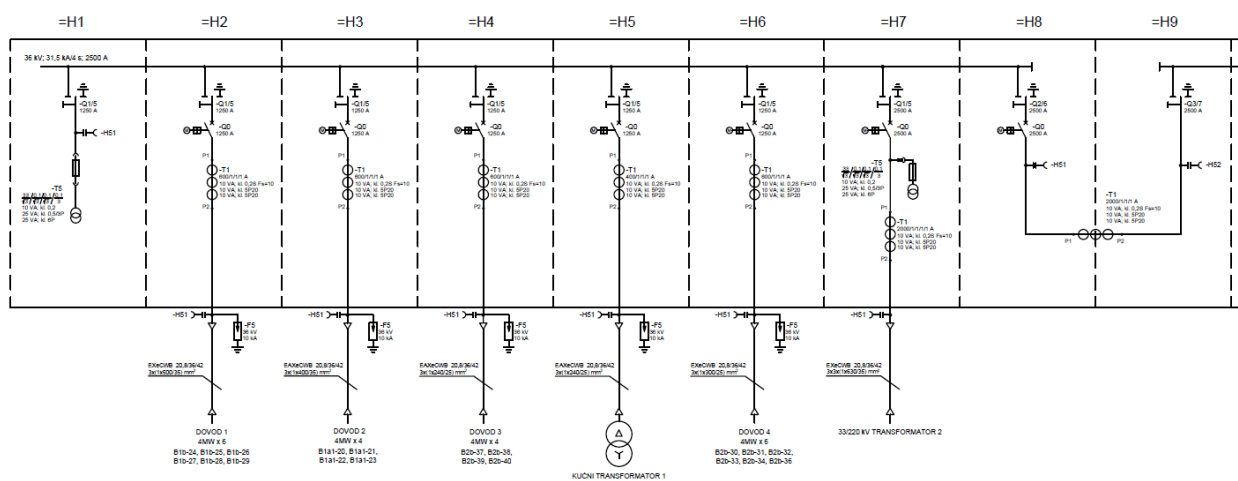 =H1
=H2
=H3
=H4
=H5
=H6
=H7
=H8
=H9
36 kV; 31,5 kA/4 s; 2500 A
-Q1/5
1250 A
-H51
-T5
10 VA; kl. 0,2
25 VA; kl. 0,5/3P
25 VA; kl. 6P
-Q1/5
1250 A
-Q0
1250 A
P1
-T1
600/1/1/1 A
10 VA; kl. 0,2S Fs=10
10 VA; kl. 5P20
10 VA; kl. 5P20
P2
-H51
-F5
36 kV
10 kA
EXeCWB 20,8/36/42
3x(1x500/35) mm²
DOVOD 1
4MW x 6
B1b-24, B1b-25, B1b-26
B1b-27, B1b-28, B1b-29
-Q1/5
1250 A
-Q0
1250 A
P1
-T1
600/1/1/1 A
10 VA; kl. 0,2S Fs=10
10 VA; kl. 5P20
10 VA; kl. 5P20
P2
-H51
-F5
36 kV
10 kA
EAXeCWB 20,8/36/42
3x(1x400/35) mm²
DOVOD 2
4MW x 4
B1a1-20, B1a1-21,
B1a1-22, B1a1-23
-Q1/5
1250 A
-Q0
1250 A
P1
-T1
600/1/1/1 A
10 VA; kl. 0,2S Fs=10
10 VA; kl. 5P20
10 VA; kl. 5P20
P2
-H51
-F5
36 kV
10 kA
EAXeCWB 20,8/36/42
3x(1x240/25) mm²
DOVOD 3
4MW x 4
B2b-37, B2b-38,
B2b-39, B2b-40
-Q1/5
1250 A
-Q0
1250 A
P1
-T1
400/1/1/1 A
10 VA; kl. 0,2S Fs=10
10 VA; kl. 5P20
10 VA; kl. 5P20
P2
-H51
-F5
36 kV
10 kA
EAXeCWB 20,8/36/42
3x(1x240/25) mm²
KUĆNI TRANSFORMATOR 1
-Q1/5
1250 A
-Q0
1250 A
P1
-T1
600/1/1/1 A
10 VA; kl. 0,2S Fs=10
10 VA; kl. 5P20
10 VA; kl. 5P20
P2
-H51
-F5
36 kV
10 kA
EXeCWB 20,8/36/42
3x(1x300/25) mm²
DOVOD 4
4MW x 6
B2b-30, B2b-31, B2b-32,
B2b-33, B2b-34, B2b-36
-Q1/5
2500 A
-Q0
2500 A
-T5
10 VA; kl. 0,2
25 VA; kl. 0,5/3P
25 VA; kl. 6P
P1
-T1
2000/1/1/1/1 A
10 VA; kl. 0,2S Fs=10
10 VA; kl. 5P20
10 VA; kl. 5P20
P2
-H51
EXeCWB 20,8/36/42
3x3x(1x630/35) mm²
33/220 kV TRANSFORMATOR 2
-Q2/6
2500 A
-Q0
2500 A
-H51
P1
-Q3/7
2500 A
-H52
-T1
2000/1/1/1 A
10 VA; kl. 0,2S Fs=10
10 VA; kl. 5P20
10 VA; kl. 5P20
P2